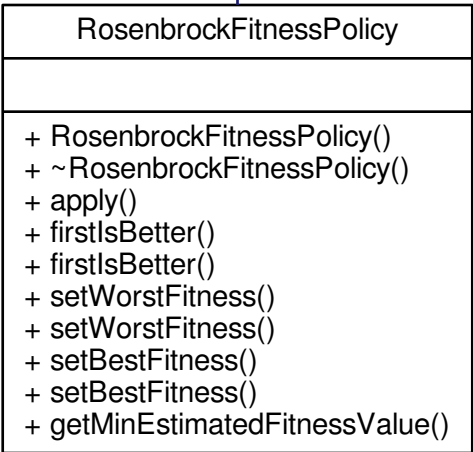 RosenbrockFitnessPolicy
+ RosenbrockFitnessPolicy()
+ ~RosenbrockFitnessPolicy()
+ apply()
+ firstIsBetter()
+ firstIsBetter()
+ setWorstFitness()
+ setWorstFitness()
+ setBestFitness()
+ setBestFitness()
+ getMinEstimatedFitnessValue()